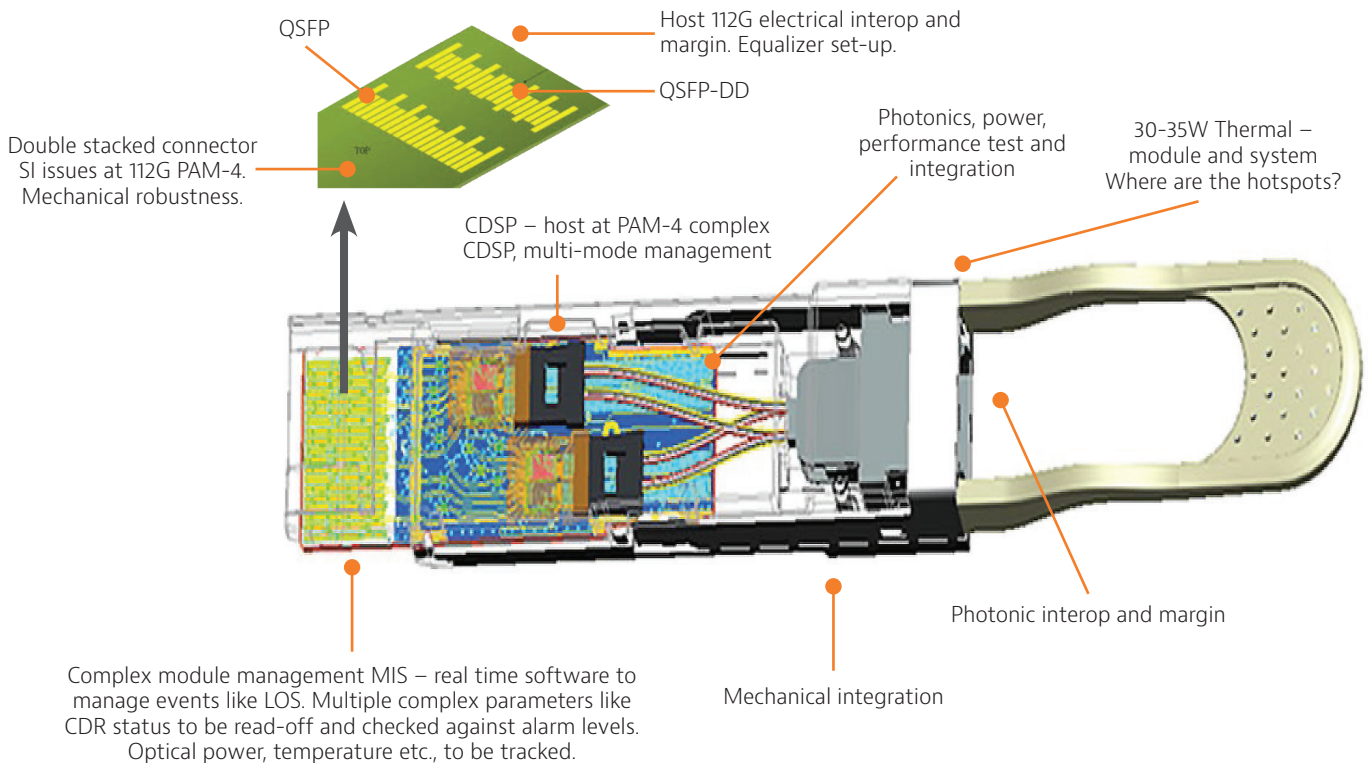 QSFP
Host 112G electrical interop and
margin. Equalizer set-up.
QSFP-DD
Double stacked connector
SI issues at 112G PAM-4.
Mechanical robustness.
TOP
Photonics, power,
performance test and
integration
30-35W Thermal –
module and system
Where are the hotspots?
CDSP – host at PAM-4 complex
CDSP, multi-mode management
Photonic interop and margin
Mechanical integration
Complex module management MIS – real time software to
manage events like LOS. Multiple complex parameters like
CDR status to be read-off and checked against alarm levels.
Optical power, temperature etc., to be tracked.